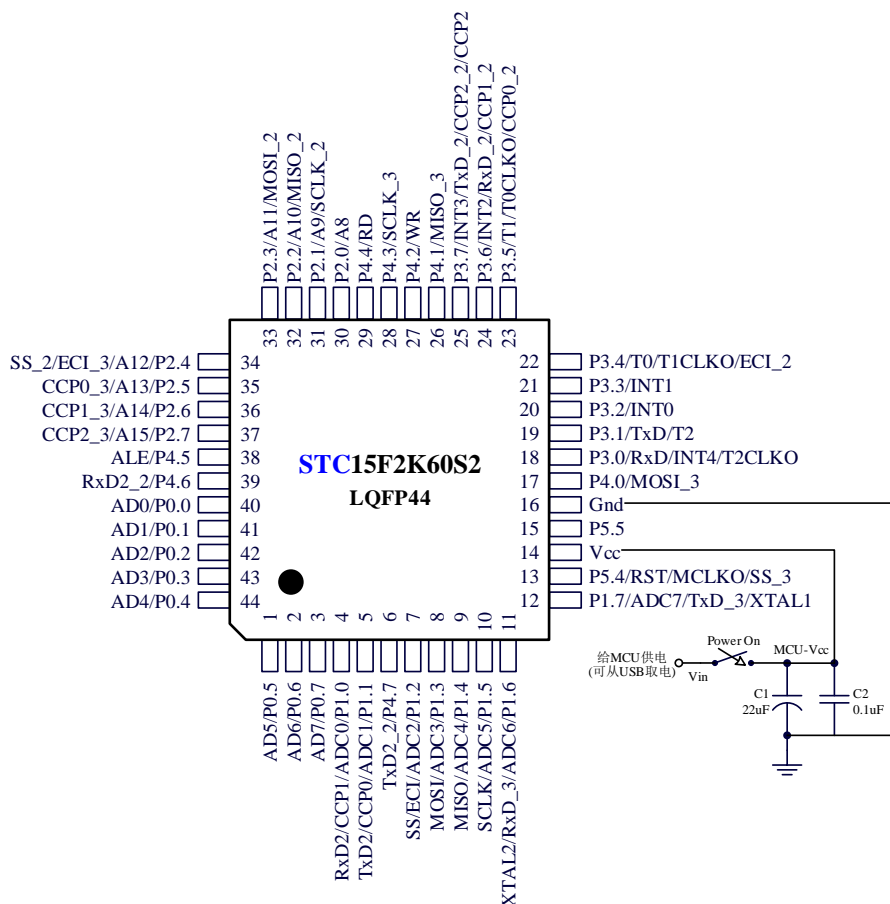 P2.3/A11/MOSI_2
P2.2/A10/MISO_2
P2.1/A9/SCLK_2
P2.0/A8
P4.4/RD
P4.3/SCLK_3
P4.2/WR
P4.1/MISO_3
P3.7/INT3/TxD_2/CCP2_2/CCP2
P3.6/INT2/RxD_2/CCP1_2
P3.5/T1/T0CLKO/CCP0_2
33
32
31
30
29
28
27
26
25
24
23
SS_2/ECI_3/A12/P2.4 34
CCP0_3/A13/P2.5 35
CCP1_3/A14/P2.6 36
CCP2_3/A15/P2.7 37
ALE/P4.5 38
RxD2_2/P4.6 39
AD0/P0.0 40
AD1/P0.1 41
AD2/P0.2 42
AD3/P0.3 43
AD4/P0.4 44
STC15F2K60S2
LQFP44
22 P3.4/T0/T1CLKO/ECI_2
21 P3.3/INT1
20 P3.2/INT0
19 P3.1/TxD/T2
18 P3.0/RxD/INT4/T2CLKO
17 P4.0/MOSI_3
16 Gnd
15 P5.5
14 Vcc
13 P5.4/RST/MCLKO/SS_3
12 P1.7/ADC7/TxD_3/XTAL1
1
2
3
4
5
6
7
8
9
10
11
AD5/P0.5
AD6/P0.6
AD7/P0.7
RxD2/CCP1/ADC0/P1.0
TxD2/CCP0/ADC1/P1.1
TxD2_2/P4.7
SS/ECI/ADC2/P1.2
MOSI/ADC3/P1.3
MISO/ADC4/P1.4
SCLK/ADC5/P1.5
XTAL2/RxD_3/ADC6/P1.6
给MCU供电
(可从USB取电)
Vin
Power On
MCU-Vcc
C1
22uF
C2
0.1uF